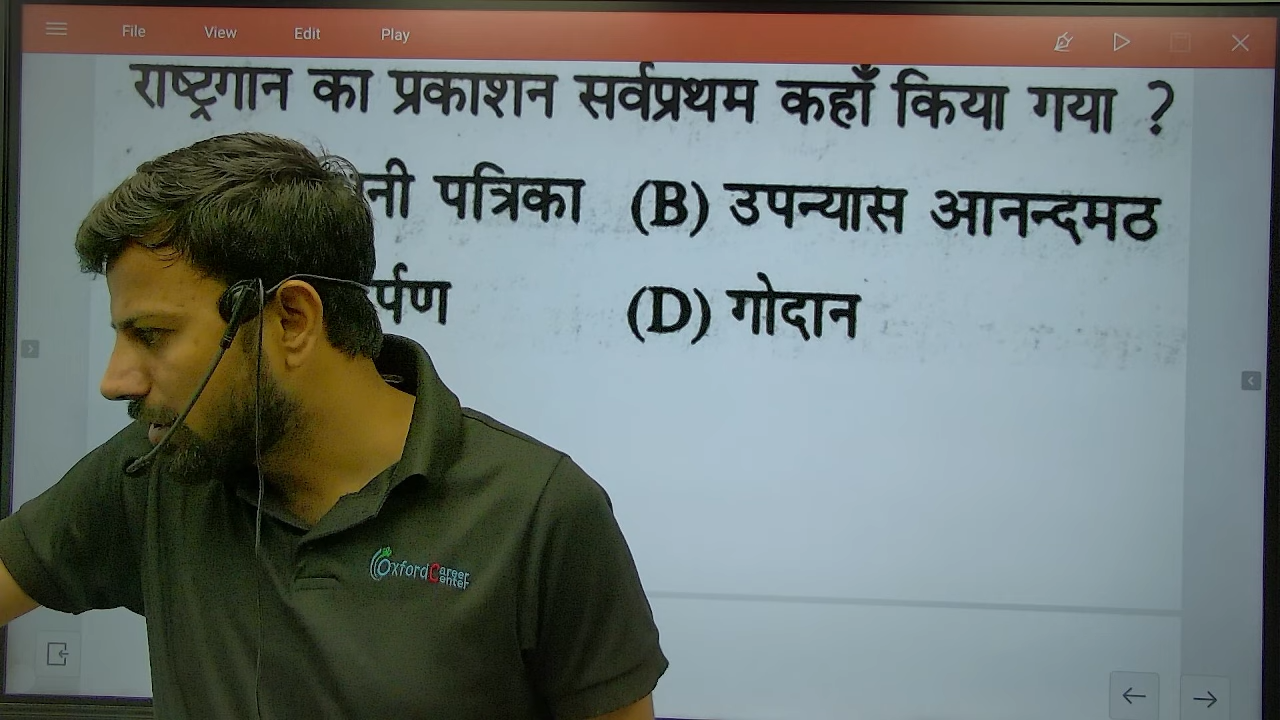 File View Edit Play
राष्ट्रगान का प्रकाशन सर्वप्रथम कहाँ किया गया ?
नी पत्रिका (B) उपन्यास आनन्दमठ
र्पण (D) गोदान
Oxford Career Center